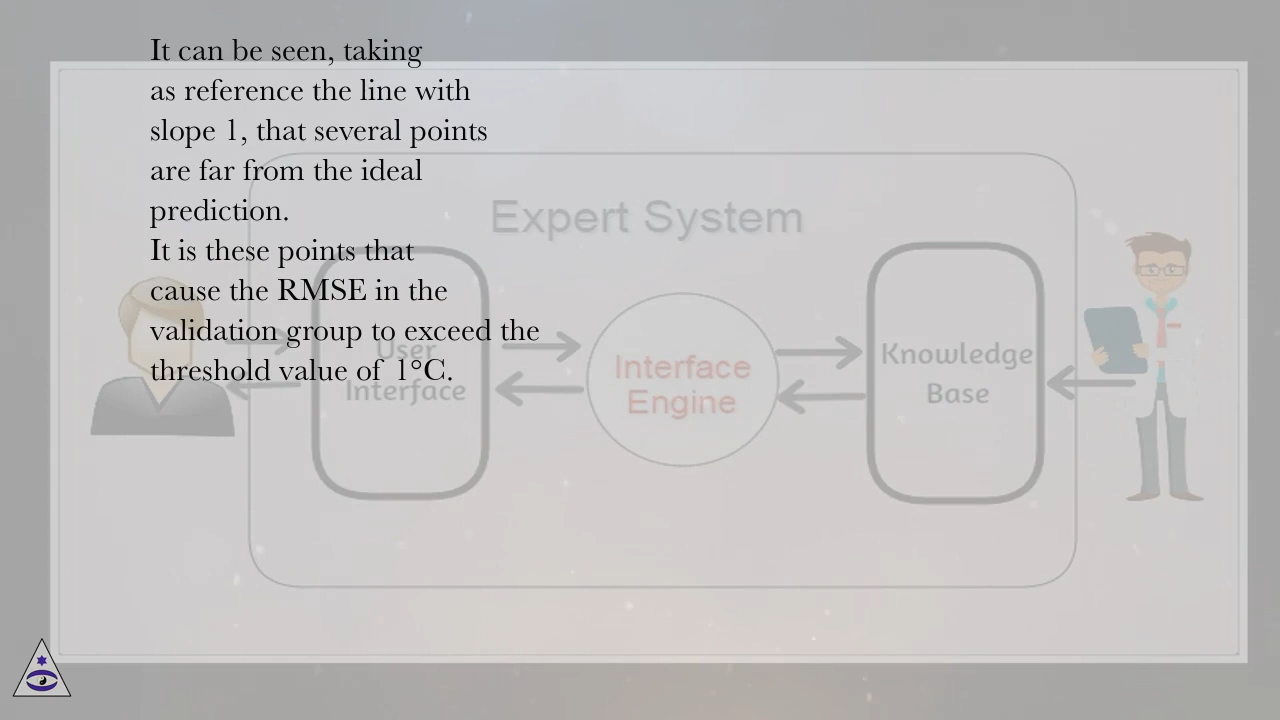 It can be seen, taking
as reference the line with
slope 1, that several points
are far from the ideal
prediction.
It is these points that
cause the RMSE in the
validation group to exceed the
threshold value of 1°C.
Expert System
User
Interface
Interface
Engine
Knowledge
Base